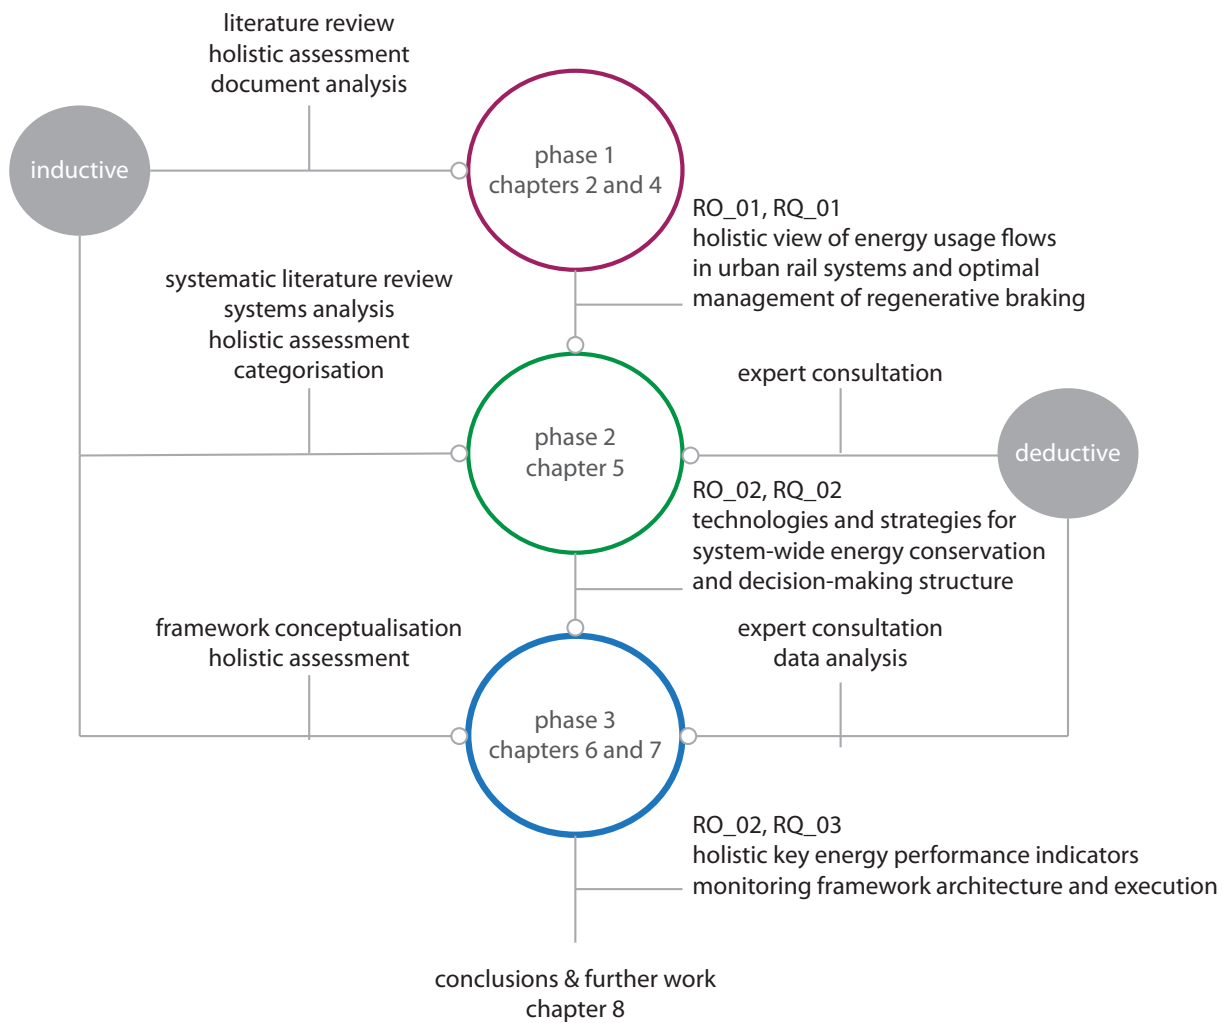 literature review
holistic assessment
document analysis
inductive
phase 1
chapters 2 and 4
RO_01, RQ_01
holistic view of energy usage flows
in urban rail systems and optimal
management of regenerative braking
systematic literature review
systems analysis
holistic assessment
categorisation
expert consultation
phase 2
chapter 5
deductive
RO_02, RQ_02
technologies and strategies for
system-wide energy conservation
and decision-making structure
framework conceptualisation
holistic assessment
expert consultation
data analysis
phase 3
chapters 6 and 7
RO_02, RQ_03
holistic key energy performance indicators
monitoring framework architecture and execution
conclusions & further work
chapter 8